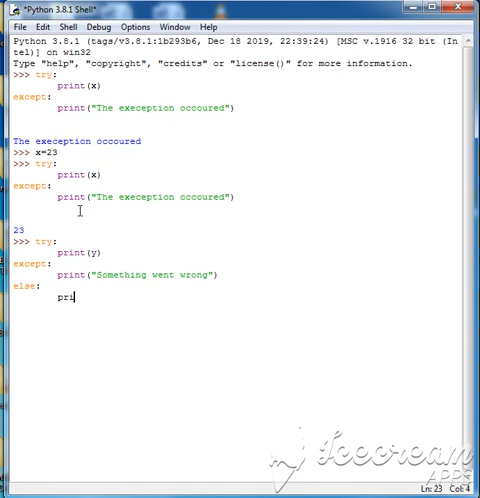 *Python 3.8.1 Shell*
File Edit Shell Debug Options Window Help
Python 3.8.1 (tags/v3.8.1:1b293b6, Dec 18 2019, 22:39:24) [MSC v.1916 32 bit (In
tel)] on win32
Type "help", "copyright", "credits" or "license()" for more information.
>>> try:
print(x)
except:
print("The exeception occoured")
The exeception occoured
>>> x=23
>>> try:
print(x)
except:
print("The exeception occoured")
23
>>> try:
print(y)
except:
print("Something went wrong")
else:
pri
Icecream
APPS
Ln: 23 Col: 4